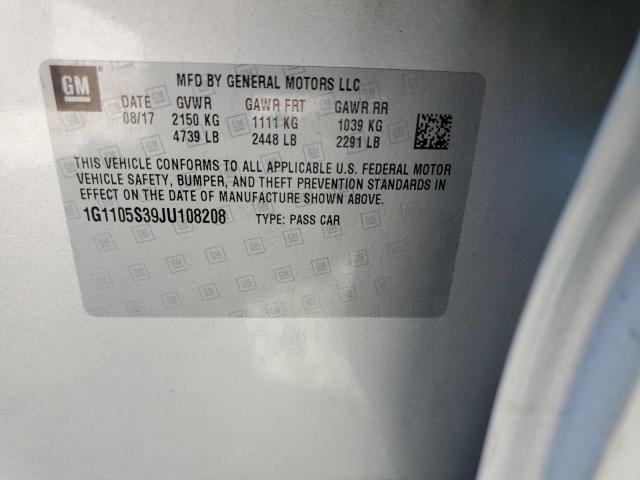 GM MFD BY GENERAL MOTORS LLC
DATE GVWR GAWR FRT GAWR RR
08/17 2150 KG 1111 KG 1039 KG
4739 LB 2448 LB 2291 LB
THIS VEHICLE CONFORMS TO ALL APPLICABLE U.S. FEDERAL MOTOR
VEHICLE SAFETY, BUMPER, AND THEFT PREVENTION STANDARDS IN
EFFECT ON THE DATE OF MANUFACTURE SHOWN ABOVE.
1G1105S39JU108208 TYPE: PASS CAR